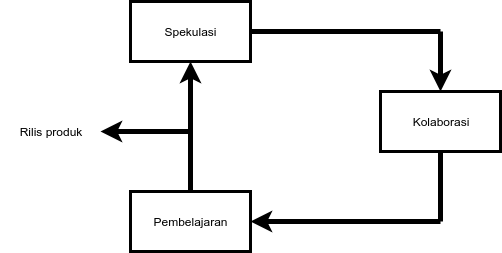 Spekulasi
Kolaborasi
Rilis produk
Pembelajaran